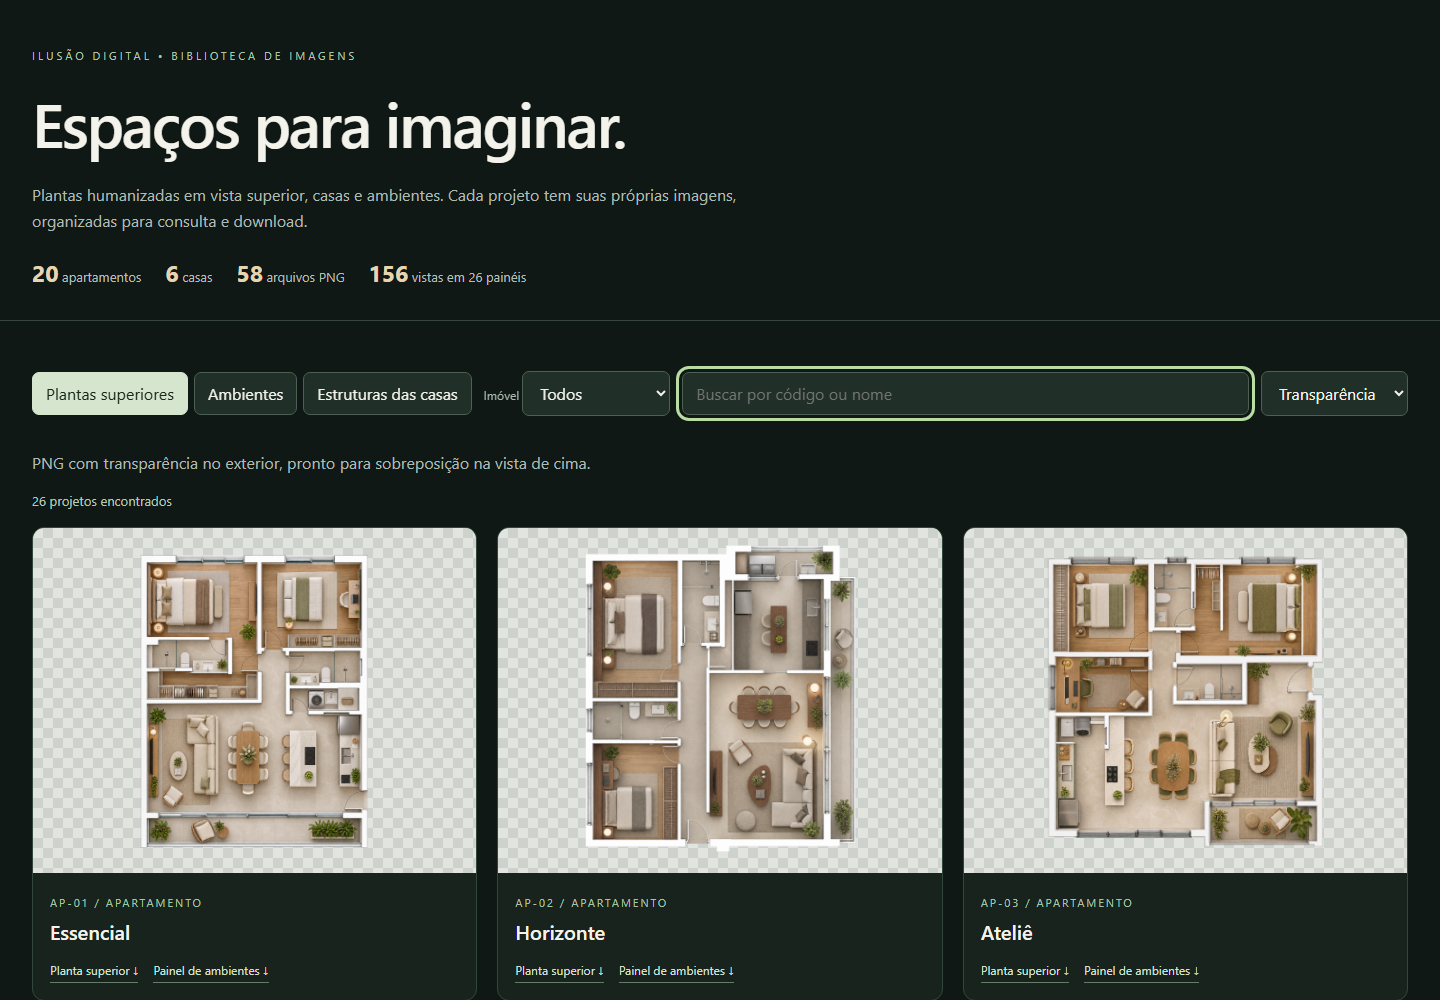 ILUSÃO DIGITAL • BIBLIOTECA DE IMAGENS
Espaços para imaginar.
Plantas humanizadas em vista superior, casas e ambientes. Cada projeto tem suas próprias imagens,
organizadas para consulta e download.
20 apartamentos 6 casas 58 arquivos PNG 156 vistas em 26 painéis
Plantas superiores Ambientes Estruturas das casas Imóvel Todos Buscar por código ou nome Transparência
PNG com transparência no exterior, pronto para sobreposição na vista de cima.
26 projetos encontrados
AP-01 / APARTAMENTO
Essencial
Planta superior ↓ Painel de ambientes ↓
AP-02 / APARTAMENTO
Horizonte
Planta superior ↓ Painel de ambientes ↓
AP-03 / APARTAMENTO
Ateliê
Planta superior ↓ Painel de ambientes ↓